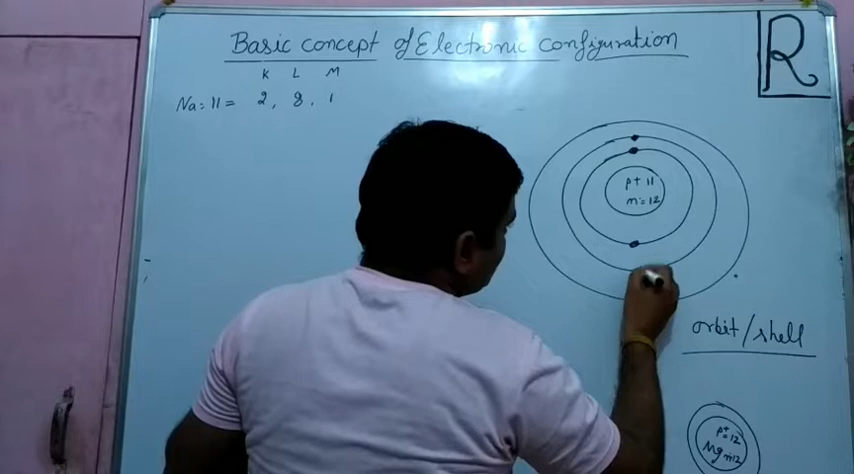 Basic concept of Electronic configuration
R
K L M
Na = 11 = 2, 8, 1
p+ 11
n = 12
orbit/shell
p+ = 12
Mg
n=12